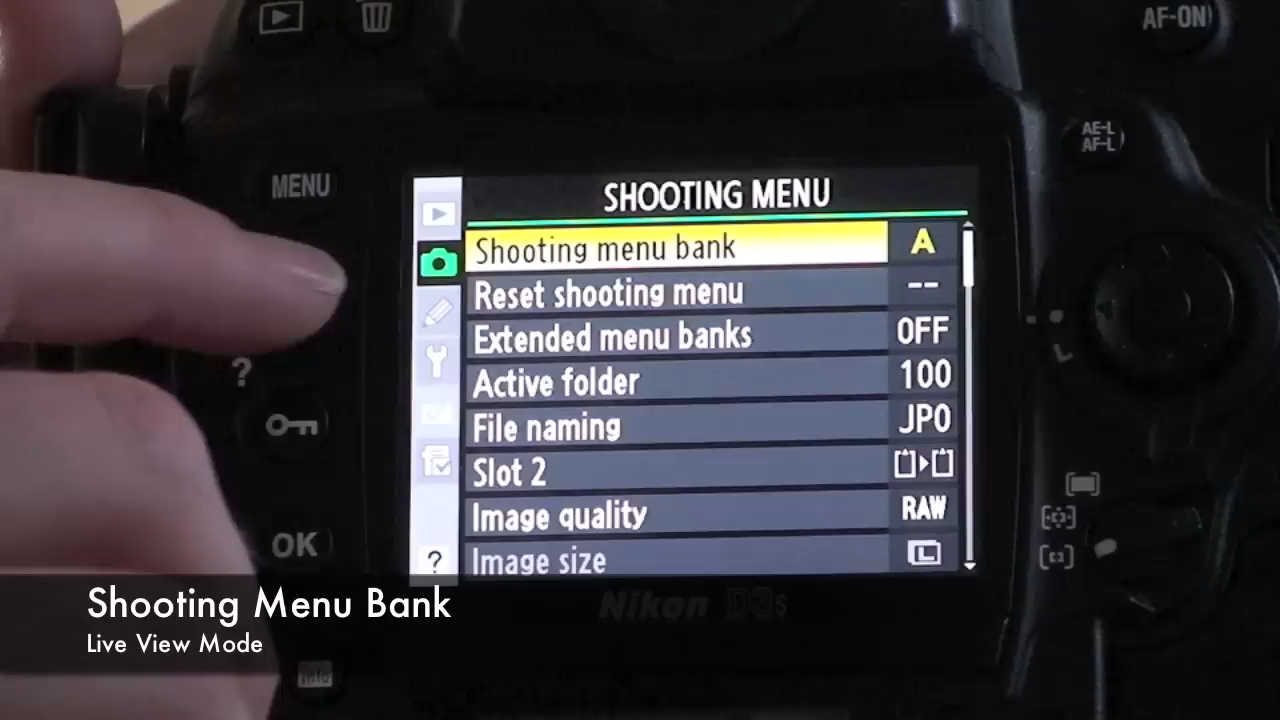 AF-ON
AE-L
AF-L
MENU
SHOOTING MENU
Shooting menu bank A
Reset shooting menu --
Extended menu banks OFF
Active folder 100
File naming JP0
Slot 2
Image quality RAW
Image size L
?
?
L
OK
Nikon D3s
Shooting Menu Bank
Live View Mode
info